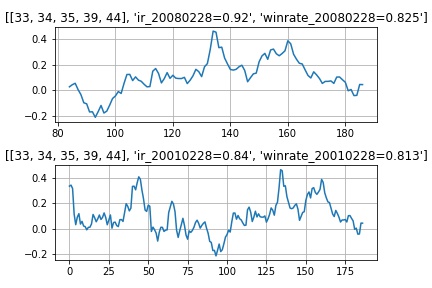 [[33, 34, 35, 39, 44], 'ir_20080228=0.92', 'winrate_20080228=0.825']
0.4
0.2
0.0
−0.2
80 100 120 140 160 180
[[33, 34, 35, 39, 44], 'ir_20010228=0.84', 'winrate_20010228=0.813']
0.4
0.2
0.0
−0.2
0 25 50 75 100 125 150 175